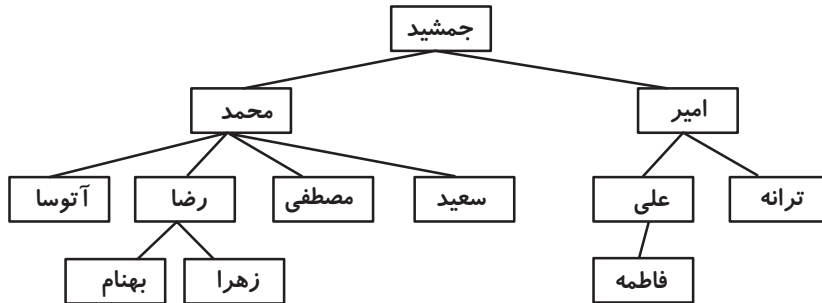 جمشید
امیر
محمد
ترانه
علی
سعید
مصطفی
رضا
آتوسا
فاطمه
زهرا
بهنام